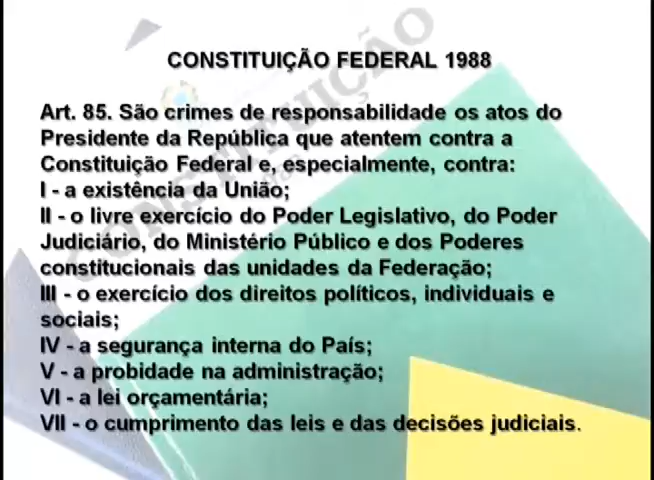 CONSTITUIÇÃO FEDERAL 1988
Art. 85. São crimes de responsabilidade os atos do
Presidente da República que atentem contra a
Constituição Federal e, especialmente, contra:
I - a existência da União;
II - o livre exercício do Poder Legislativo, do Poder
Judiciário, do Ministério Público e dos Poderes
constitucionais das unidades da Federação;
III - o exercício dos direitos políticos, individuais e
sociais;
IV - a segurança interna do País;
V - a probidade na administração;
VI - a lei orçamentária;
VII - o cumprimento das leis e das decisões judiciais.
CONSTITUIÇÃO